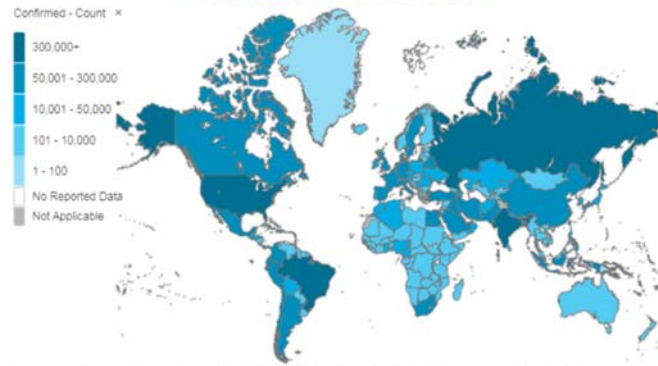 Confirmed - Count ×
300,000+
50,001 - 300,000
10,001 - 50,000
101 - 10,000
1 - 100
No Reported Data
Not Applicable